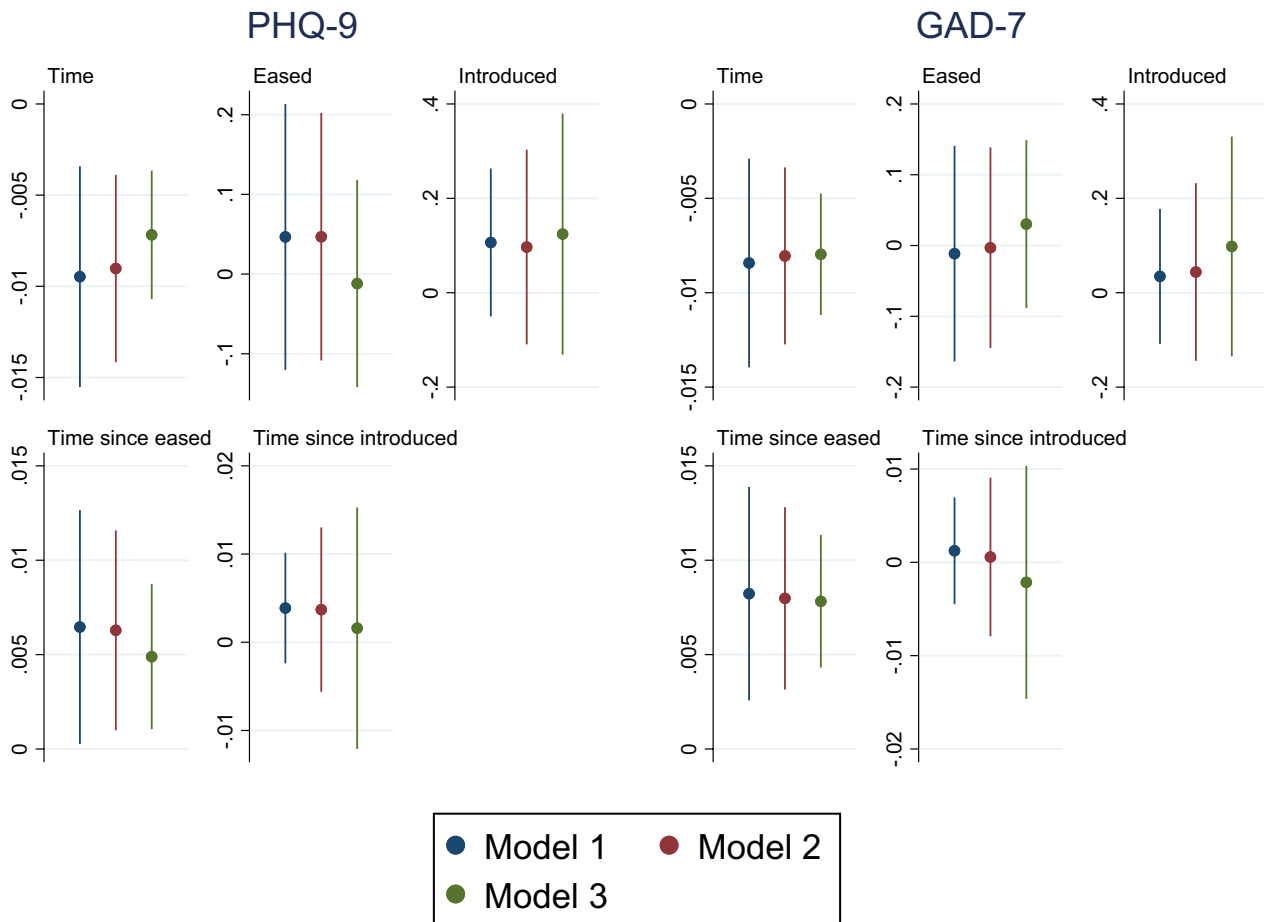 PHQ-9
GAD-7
Time
0
-.005
-.01
-.015
Eased
.2
.1
0
-.1
Introduced
.4
.2
0
-.2
Time
0
-.005
-.01
-.015
Eased
.2
.1
0
-.1
-.2
Introduced
.4
.2
0
-.2
Time since eased
.015
.01
.005
0
Time since introduced
.02
.01
0
-.01
Time since eased
.015
.01
.005
0
Time since introduced
.01
0
-.01
-.02
Model 1
Model 2
Model 3